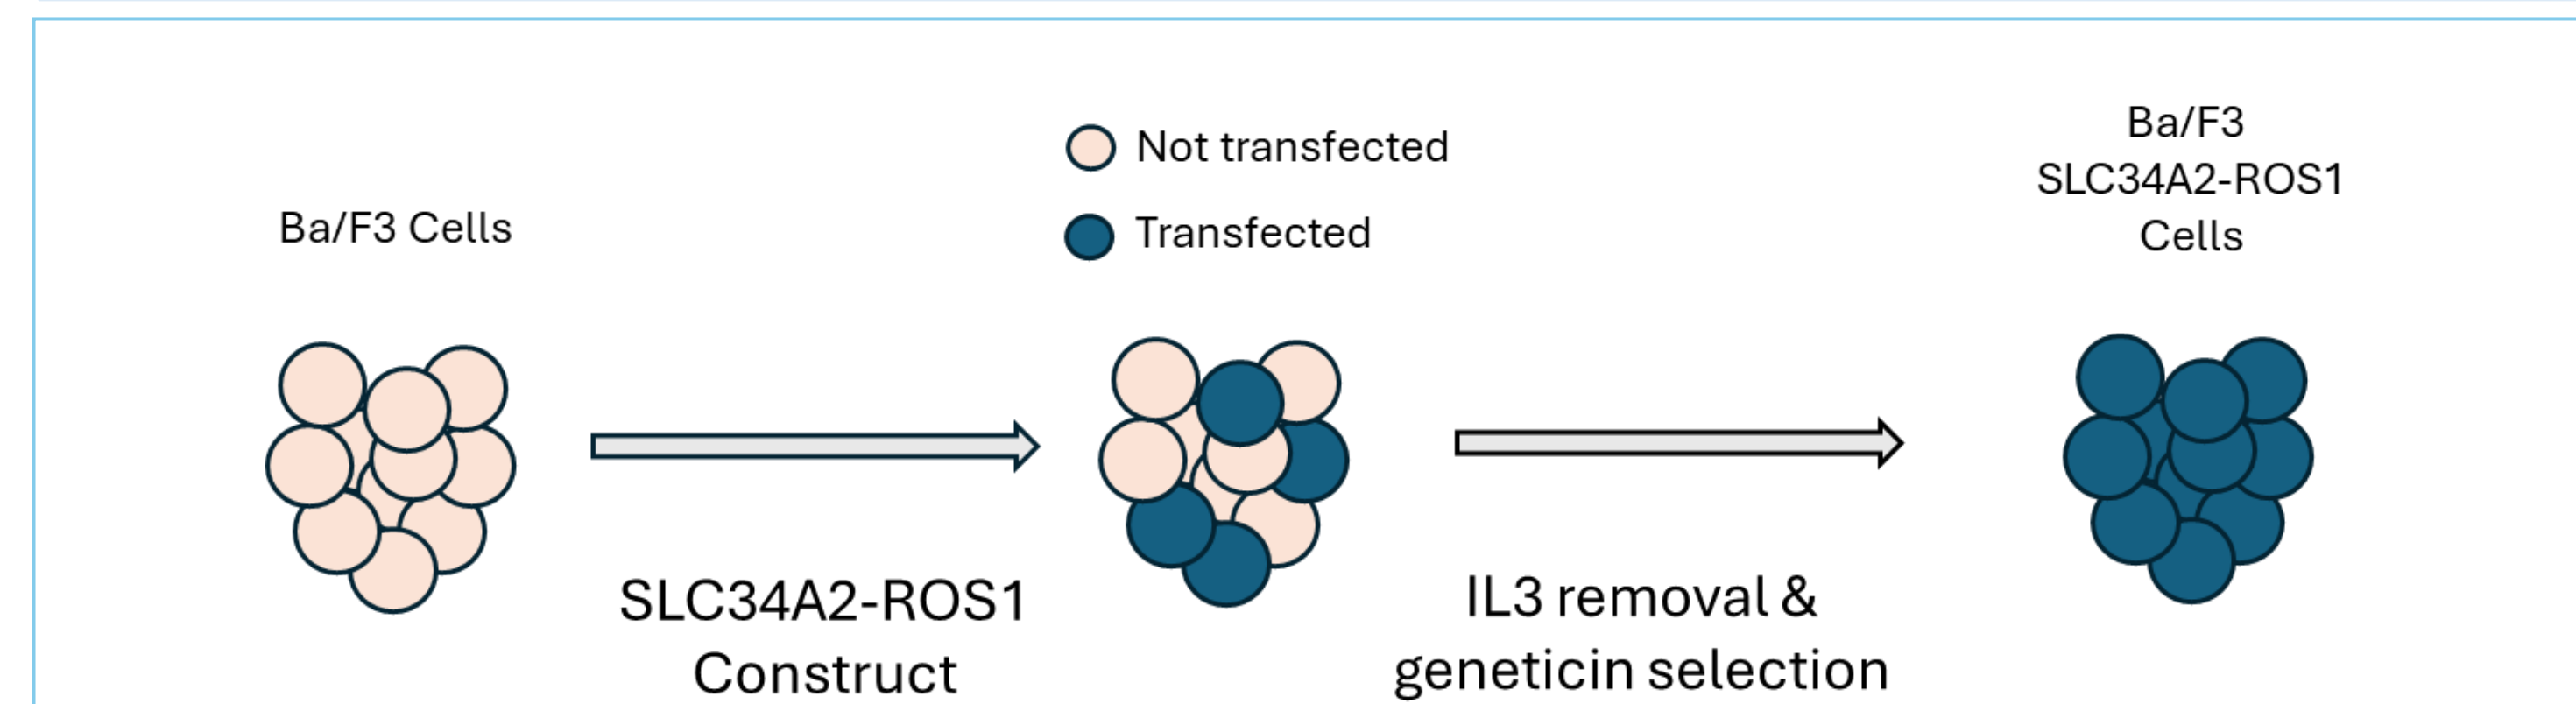 Ba/F3 Cells
SLC34A2-ROS1
Construct
Not transfected
Transfected
IL3 removal &
geneticin selection
Ba/F3
SLC34A2-ROS1
Cells